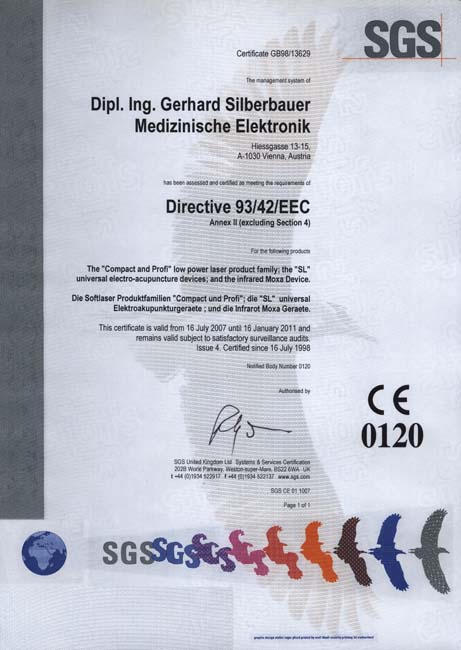 SGS
Certificate GB98/13629
The management system of
Dipl. Ing. Gerhard Silberbauer
Medizinische Elektronik
Hiessgasse 13-15,
A-1030 Vienna, Austria
has been assessed and certified as meeting the requirements of
Directive 93/42/EEC
Annex II (excluding Section 4)
For the following products
The "Compact and Profi" low power laser product family; the "SL"
universal electro-acupuncture devices; and the infrared Moxa Device.
Die Softlaser Produktfamilien "Compact und Profi"; die "SL" universal
Elektroakupunkturgeraete ; und die Infrarot Moxa Geraete.
This certificate is valid from 16 July 2007 until 16 January 2011 and
remains valid subject to satisfactory surveillance audits.
Issue 4. Certified since 16 July 1998
Notified Body Number 0120
Authorised by
CE
0120
SGS United Kingdom Ltd Systems & Services Certification
202B World Parkway, Weston-super-Mare, BS22 6WA UK
t +44 (0)1934 522917 f +44 (0)1934 522137 www.sgs.com
SGS CE 01 1007
Page 1 of 1
SGS SGS SGS